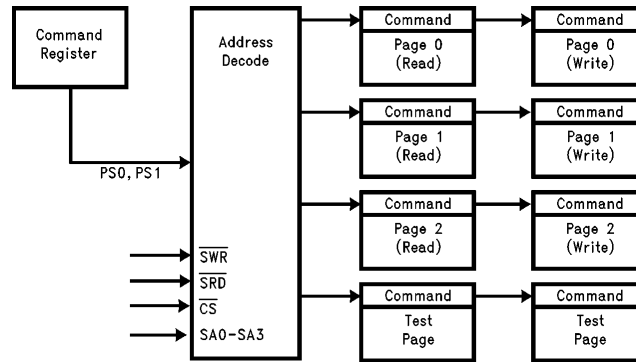 Command
Register
Address
Decode
PS0, PS1
SWR
SRD
CS
SA0-SA3
Command
Page 0
(Read)
Command
Page 0
(Write)
Command
Page 1
(Read)
Command
Page 1
(Write)
Command
Page 2
(Read)
Command
Page 2
(Write)
Command
Test
Page
Command
Test
Page